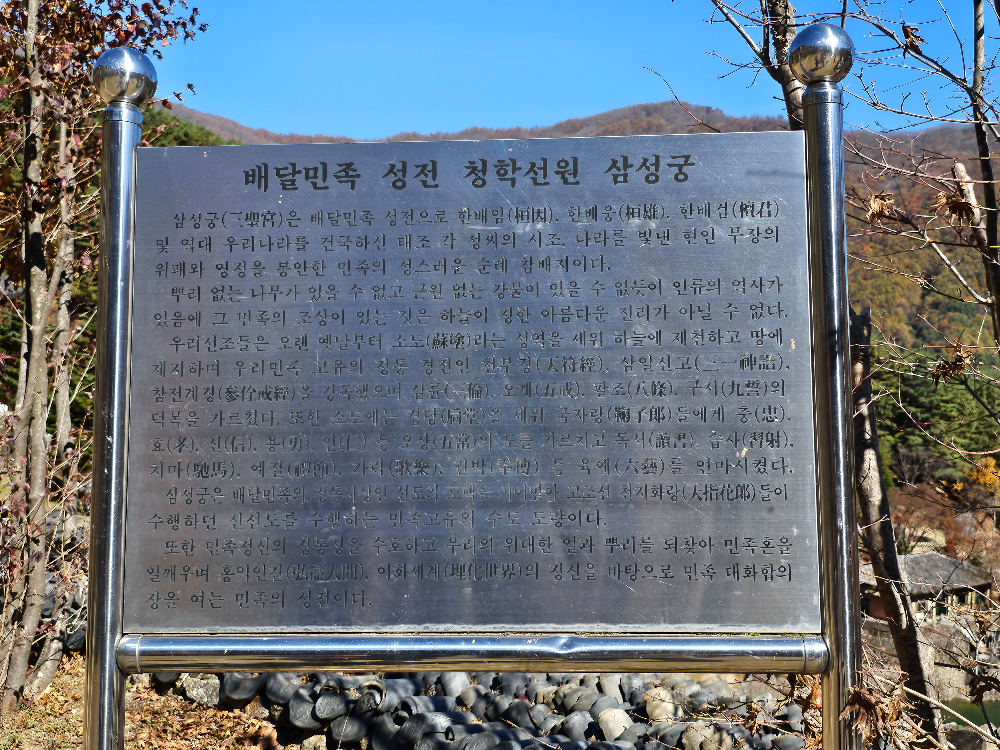 배달민족 성전 청학선원 삼성궁
삼성궁(三聖宮)은 배달민족 성전으로 한배임(桓因), 한배웅(桓雄), 한배검(桓君)
및 역대 우리나라를 건국하신 태조 각 성씨의 시조, 나라를 빛낸 현인 무장의
위패와 영정을 봉안한 민족의 성스러운 순례 참배지이다.
뿌리 없는 나무가 있을 수 없고 근원 없는 강물이 있을 수 없듯이 인류의 역사가
있음에 그 민족의 조상이 있는 것은 하늘이 정한 아름다운 진리가 아닐 수 없다.
우리선조들은 오랜 옛날부터 소도(蘇塗)라는 성역을 세워 하늘에 제천하고 땅에
제지하며 우리민족 고유의 정통 경전인 천부경(天符經), 삼일신고(三一神誥),
참전계경(參佺戒經)을 강독했으며 삼륜(三倫), 오계(五戒), 팔조(八條), 구서(九誓)의
덕목을 가르쳤다. 또한 소도에는 경당(扃堂)을 세워 국자랑(鞠子郎)들에게 충(忠),
효(孝), 신(信), 용(勇), 인(仁) 등 오상(五常)의 도를 가르치고 독서(讀書), 습사(習射),
치마(馳馬), 예절(禮節), 가락(歌樂), 권박(拳博) 등 육예(六藝)를 연마시켰다.
삼성궁은 배달민족의 정통사상인 선도의 도맥을 이어받아 고조선 천지화랑(天指花郎)들이
수행하던 신선도를 수행하는 민족고유의 수도 도량이다.
또한 민족정신의 정통성을 수호하고 우리의 위대한 얼과 뿌리를 되찾아 민족혼을
일깨우며 홍익인간(弘益人間), 이화세계(理化世界)의 정신을 바탕으로 민족 대화합의
장을 여는 민족의 성전이다.